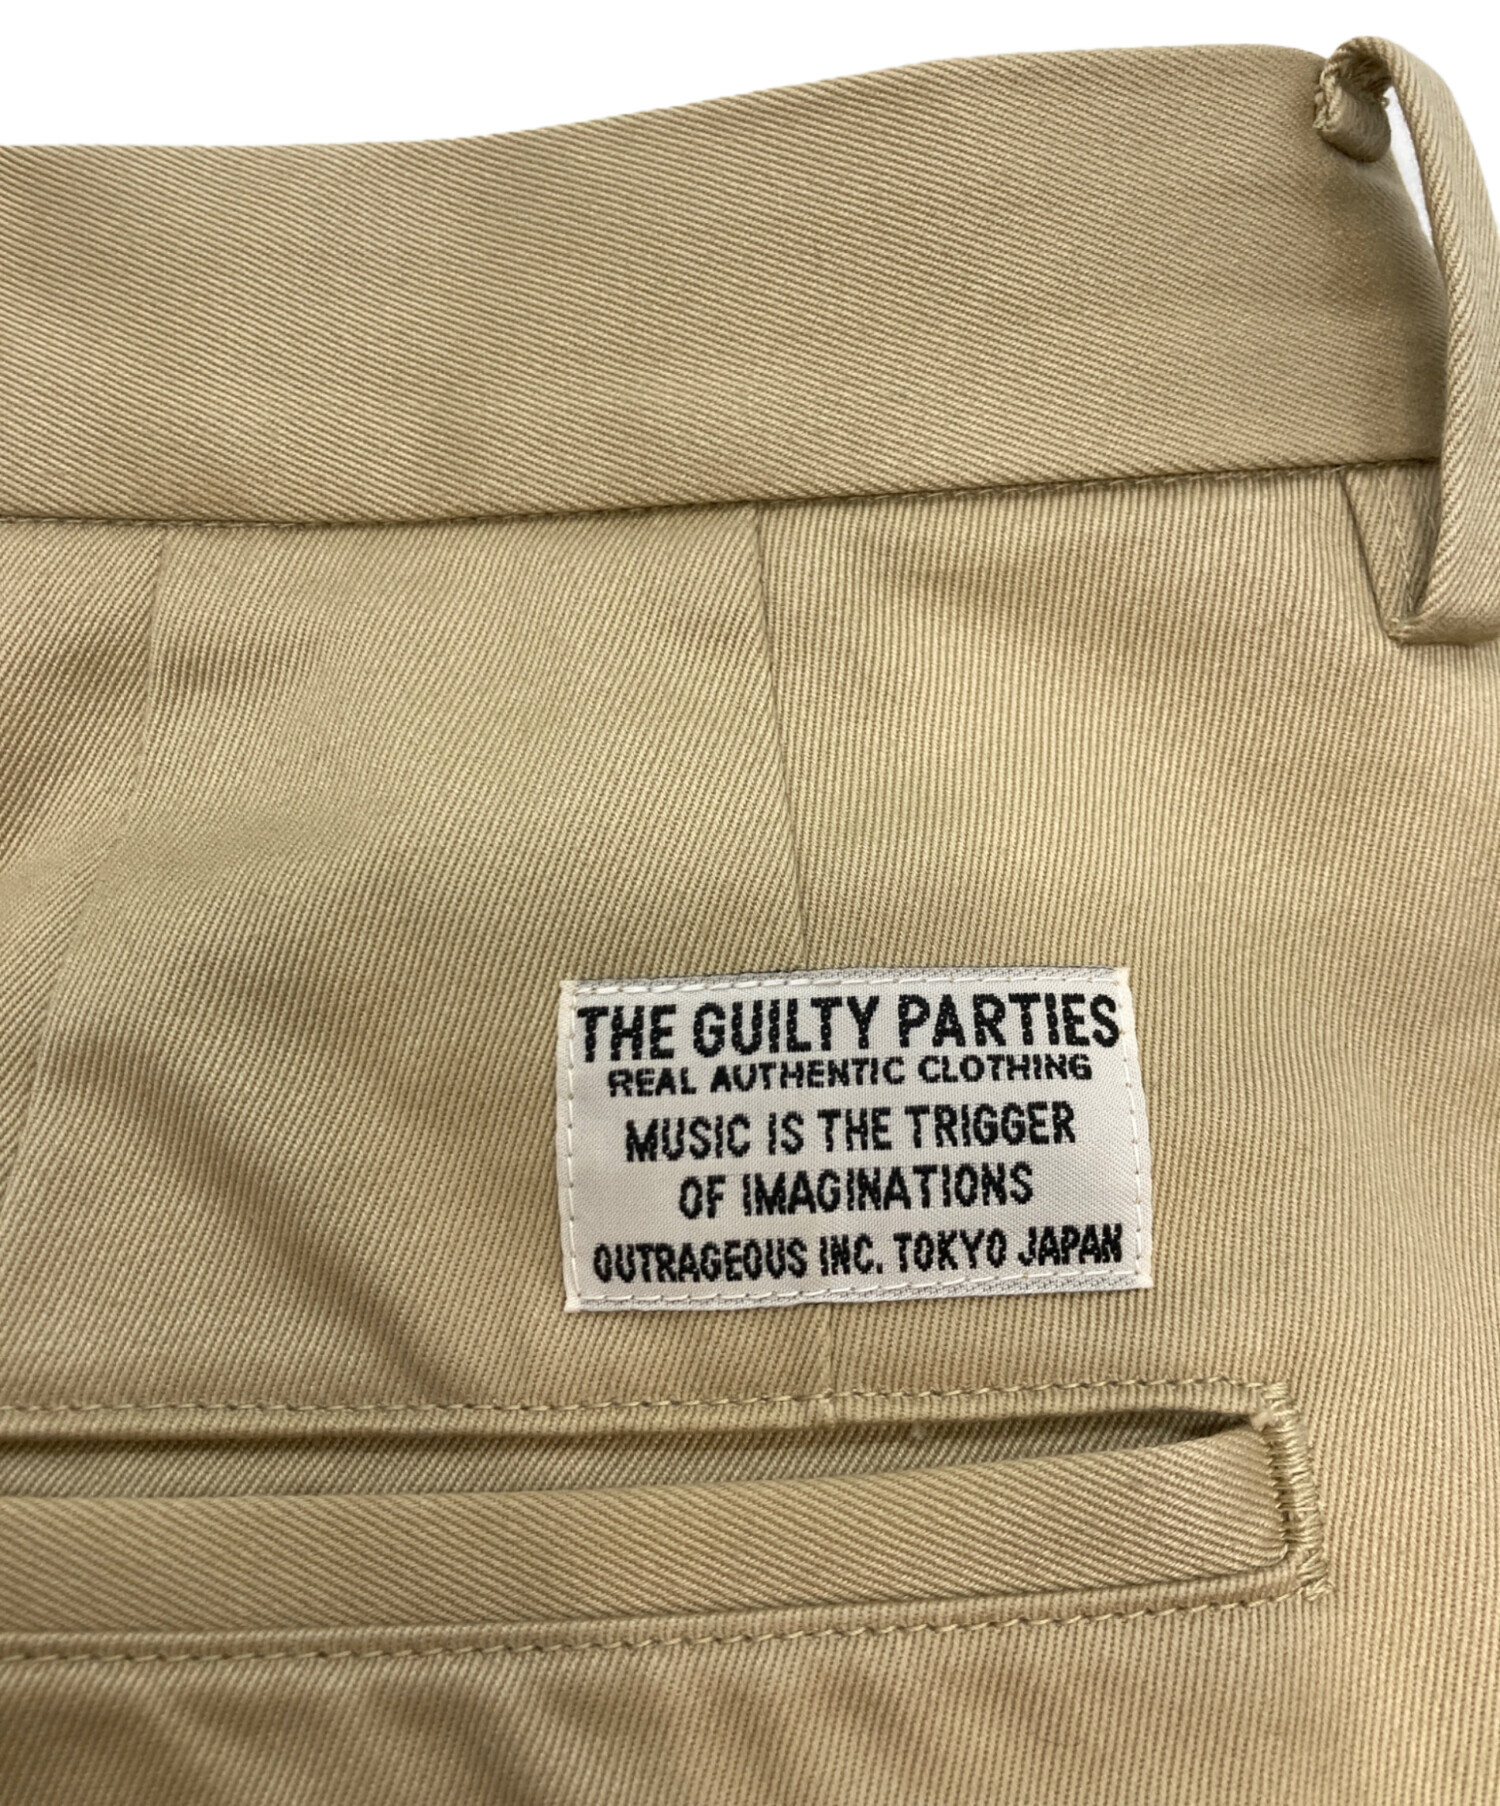 THE GUILTY PARTIES
REAL AUTHENTIC CLOTHING
MUSIC IS THE TRIGGER
OF IMAGINATIONS
OUTRAGEOUS INC. TOKYO JAPAN